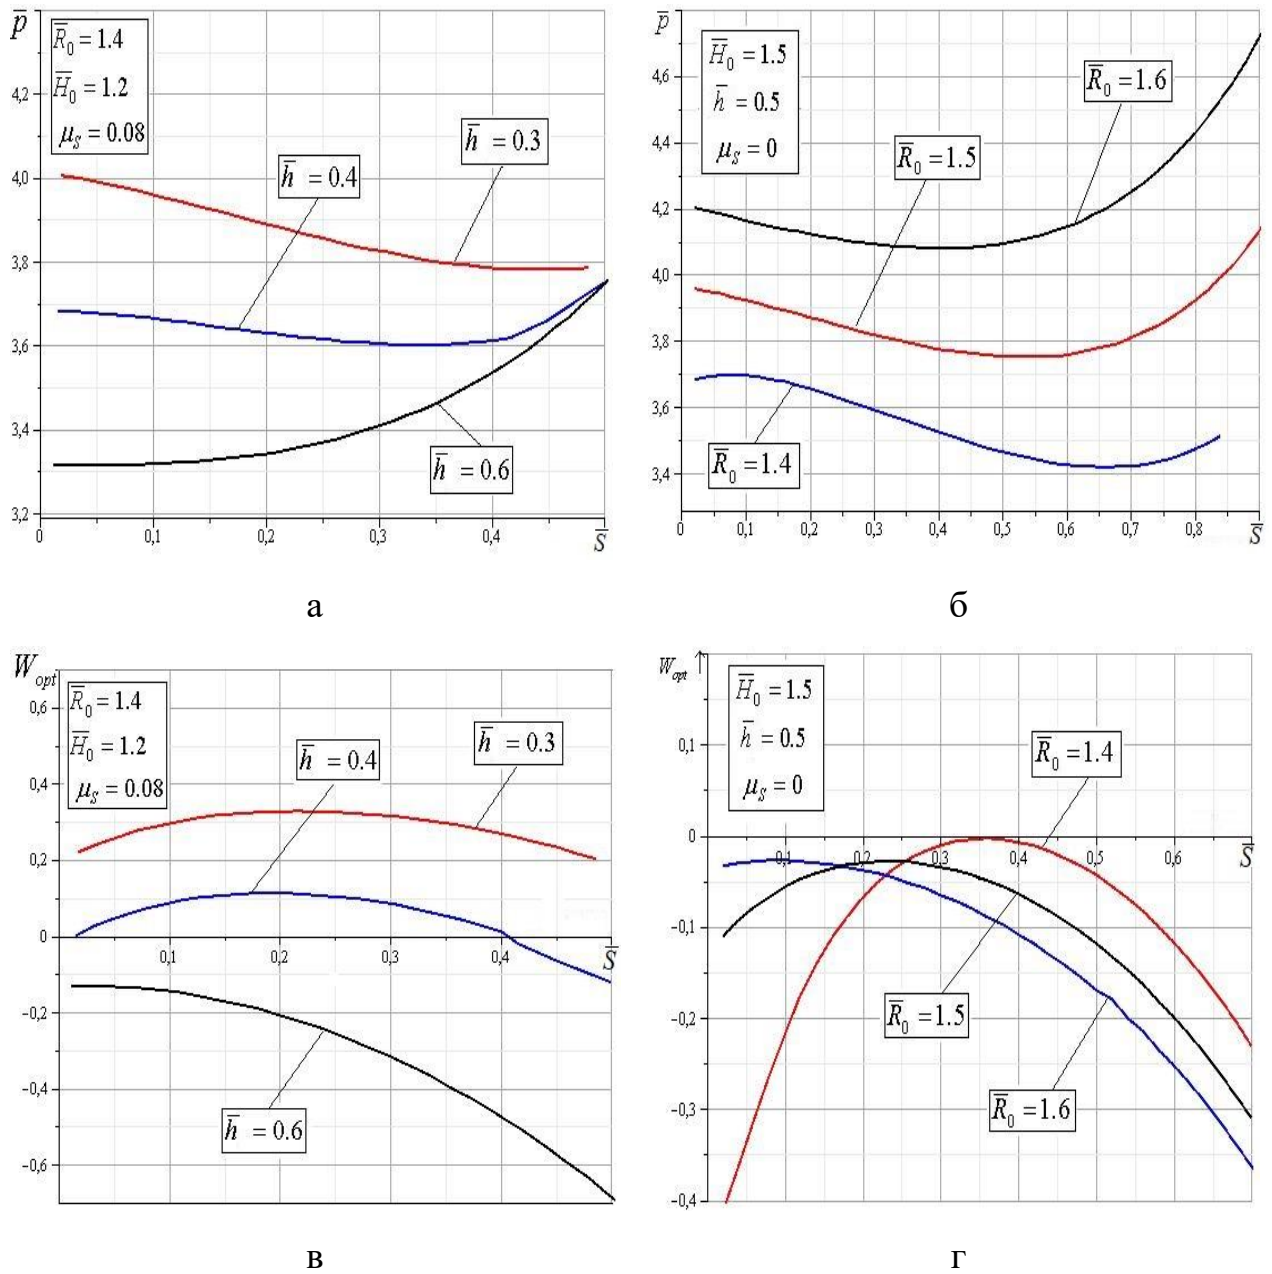 p̅
R̅₀ = 1.4
H̅₀ = 1.2
μₛ = 0.08
h̅ = 0.3
h̅ = 0.4
h̅ = 0.6
4,2
4,0
3,8
3,6
3,4
3,2
0 0,1 0,2 0,3 0,4 S̅
а
p̅
H̅₀ = 1.5
h̅ = 0.5
μₛ = 0
R̅₀ = 1.6
R̅₀ = 1.5
R̅₀ = 1.4
4,6
4,4
4,2
4,0
3,8
3,6
3,4
0 0,1 0,2 0,3 0,4 0,5 0,6 0,7 0,8 S̅
б
W_opt
R̅₀ = 1.4
H̅₀ = 1.2
μₛ = 0.08
h̅ = 0.4
h̅ = 0.3
h̅ = 0.6
0,6
0,4
0,2
0
-0,2
-0,4
-0,6
0,1 0,2 0,3 0,4 S̅
в
W_opt
H̅₀ = 1.5
h̅ = 0.5
μₛ = 0
R̅₀ = 1.4
R̅₀ = 1.5
R̅₀ = 1.6
0,1
0
-0,1
-0,2
-0,3
-0,4
0,1 0,2 0,3 0,4 0,5 0,6 S̅
г